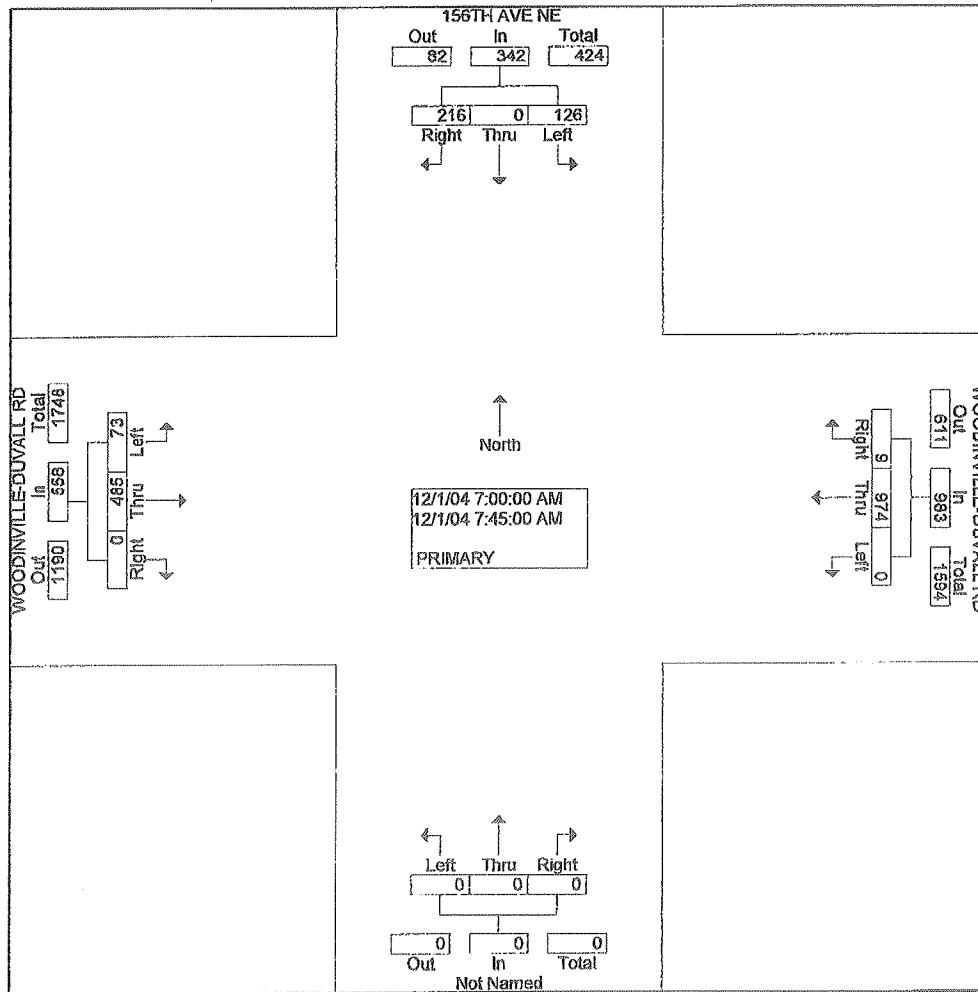 156TH AVE NE
Out In Total
82 342 424
216 0 126
Right Thru Left
WOODINVILLE-DUVALL RD
Total In Out
1748 558 1190
73 485 0
Left Thru Right
North
12/1/04 7:00:00 AM
12/1/04 7:45:00 AM
PRIMARY
Right Thru Left
9 974 0
Out In Total
611 983 1594
WOODINVILLE-DUVALL RD
Left Thru Right
0 0 0
0 0 0
Out In Total
Not Named